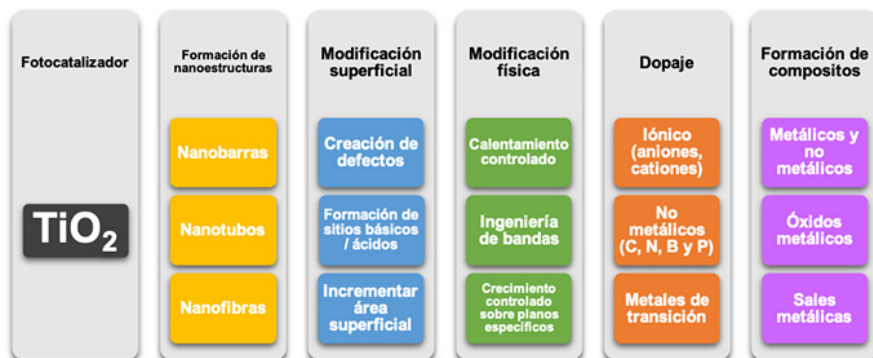 Fotocatalizador
TiO₂
Formación de
nanoestructuras
Nanobarras
Nanotubos
Nanofibras
Modificación
superficial
Creación de
defectos
Formación de
sitios básicos
/ ácidos
Incrementar
área
superficial
Modificación
física
Calentamiento
controlado
Ingeniería
de bandas
Crecimiento
controlado
sobre planos
específicos
Dopaje
Iónico
(aniones,
cationes)
No
metálicos
(C, N, B y P)
Metales de
transición
Formación de
compositos
Metálicos y
no
metálicos
Óxidos
metálicos
Sales
metálicas